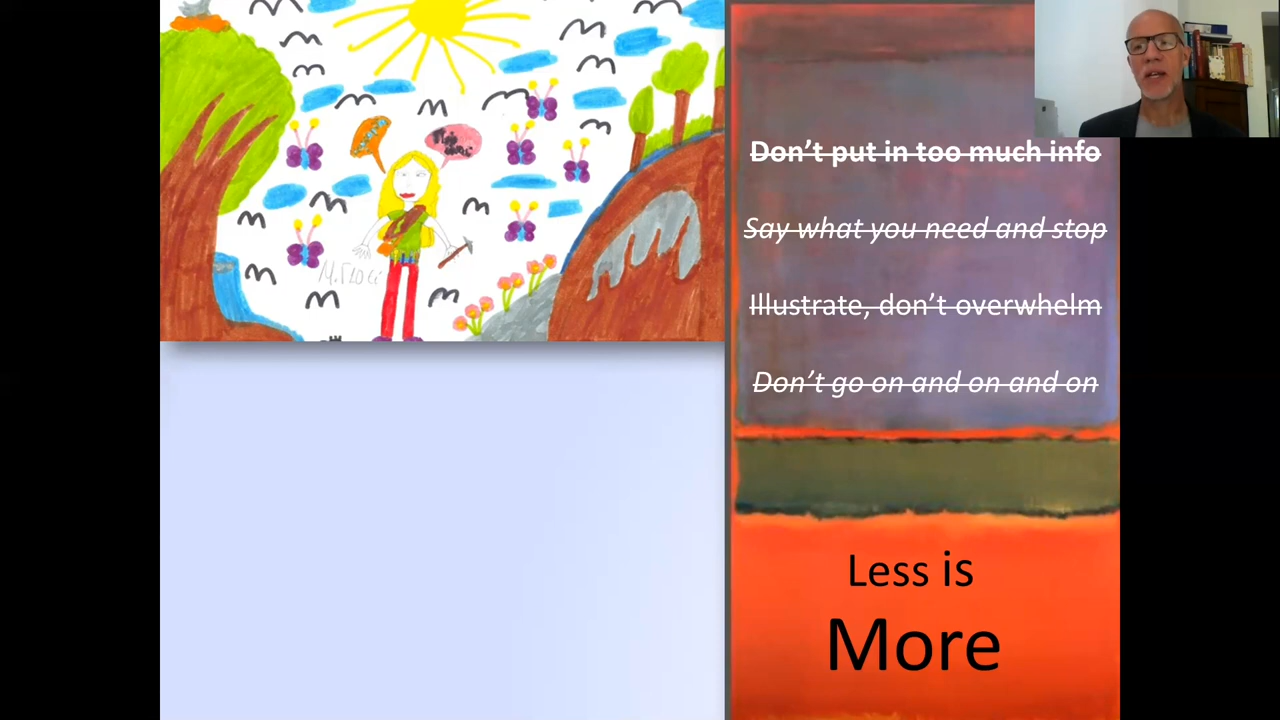 Don't put in too much info
Say what you need and stop
Illustrate, don't overwhelm
Don't go on and on and on
Less is
More